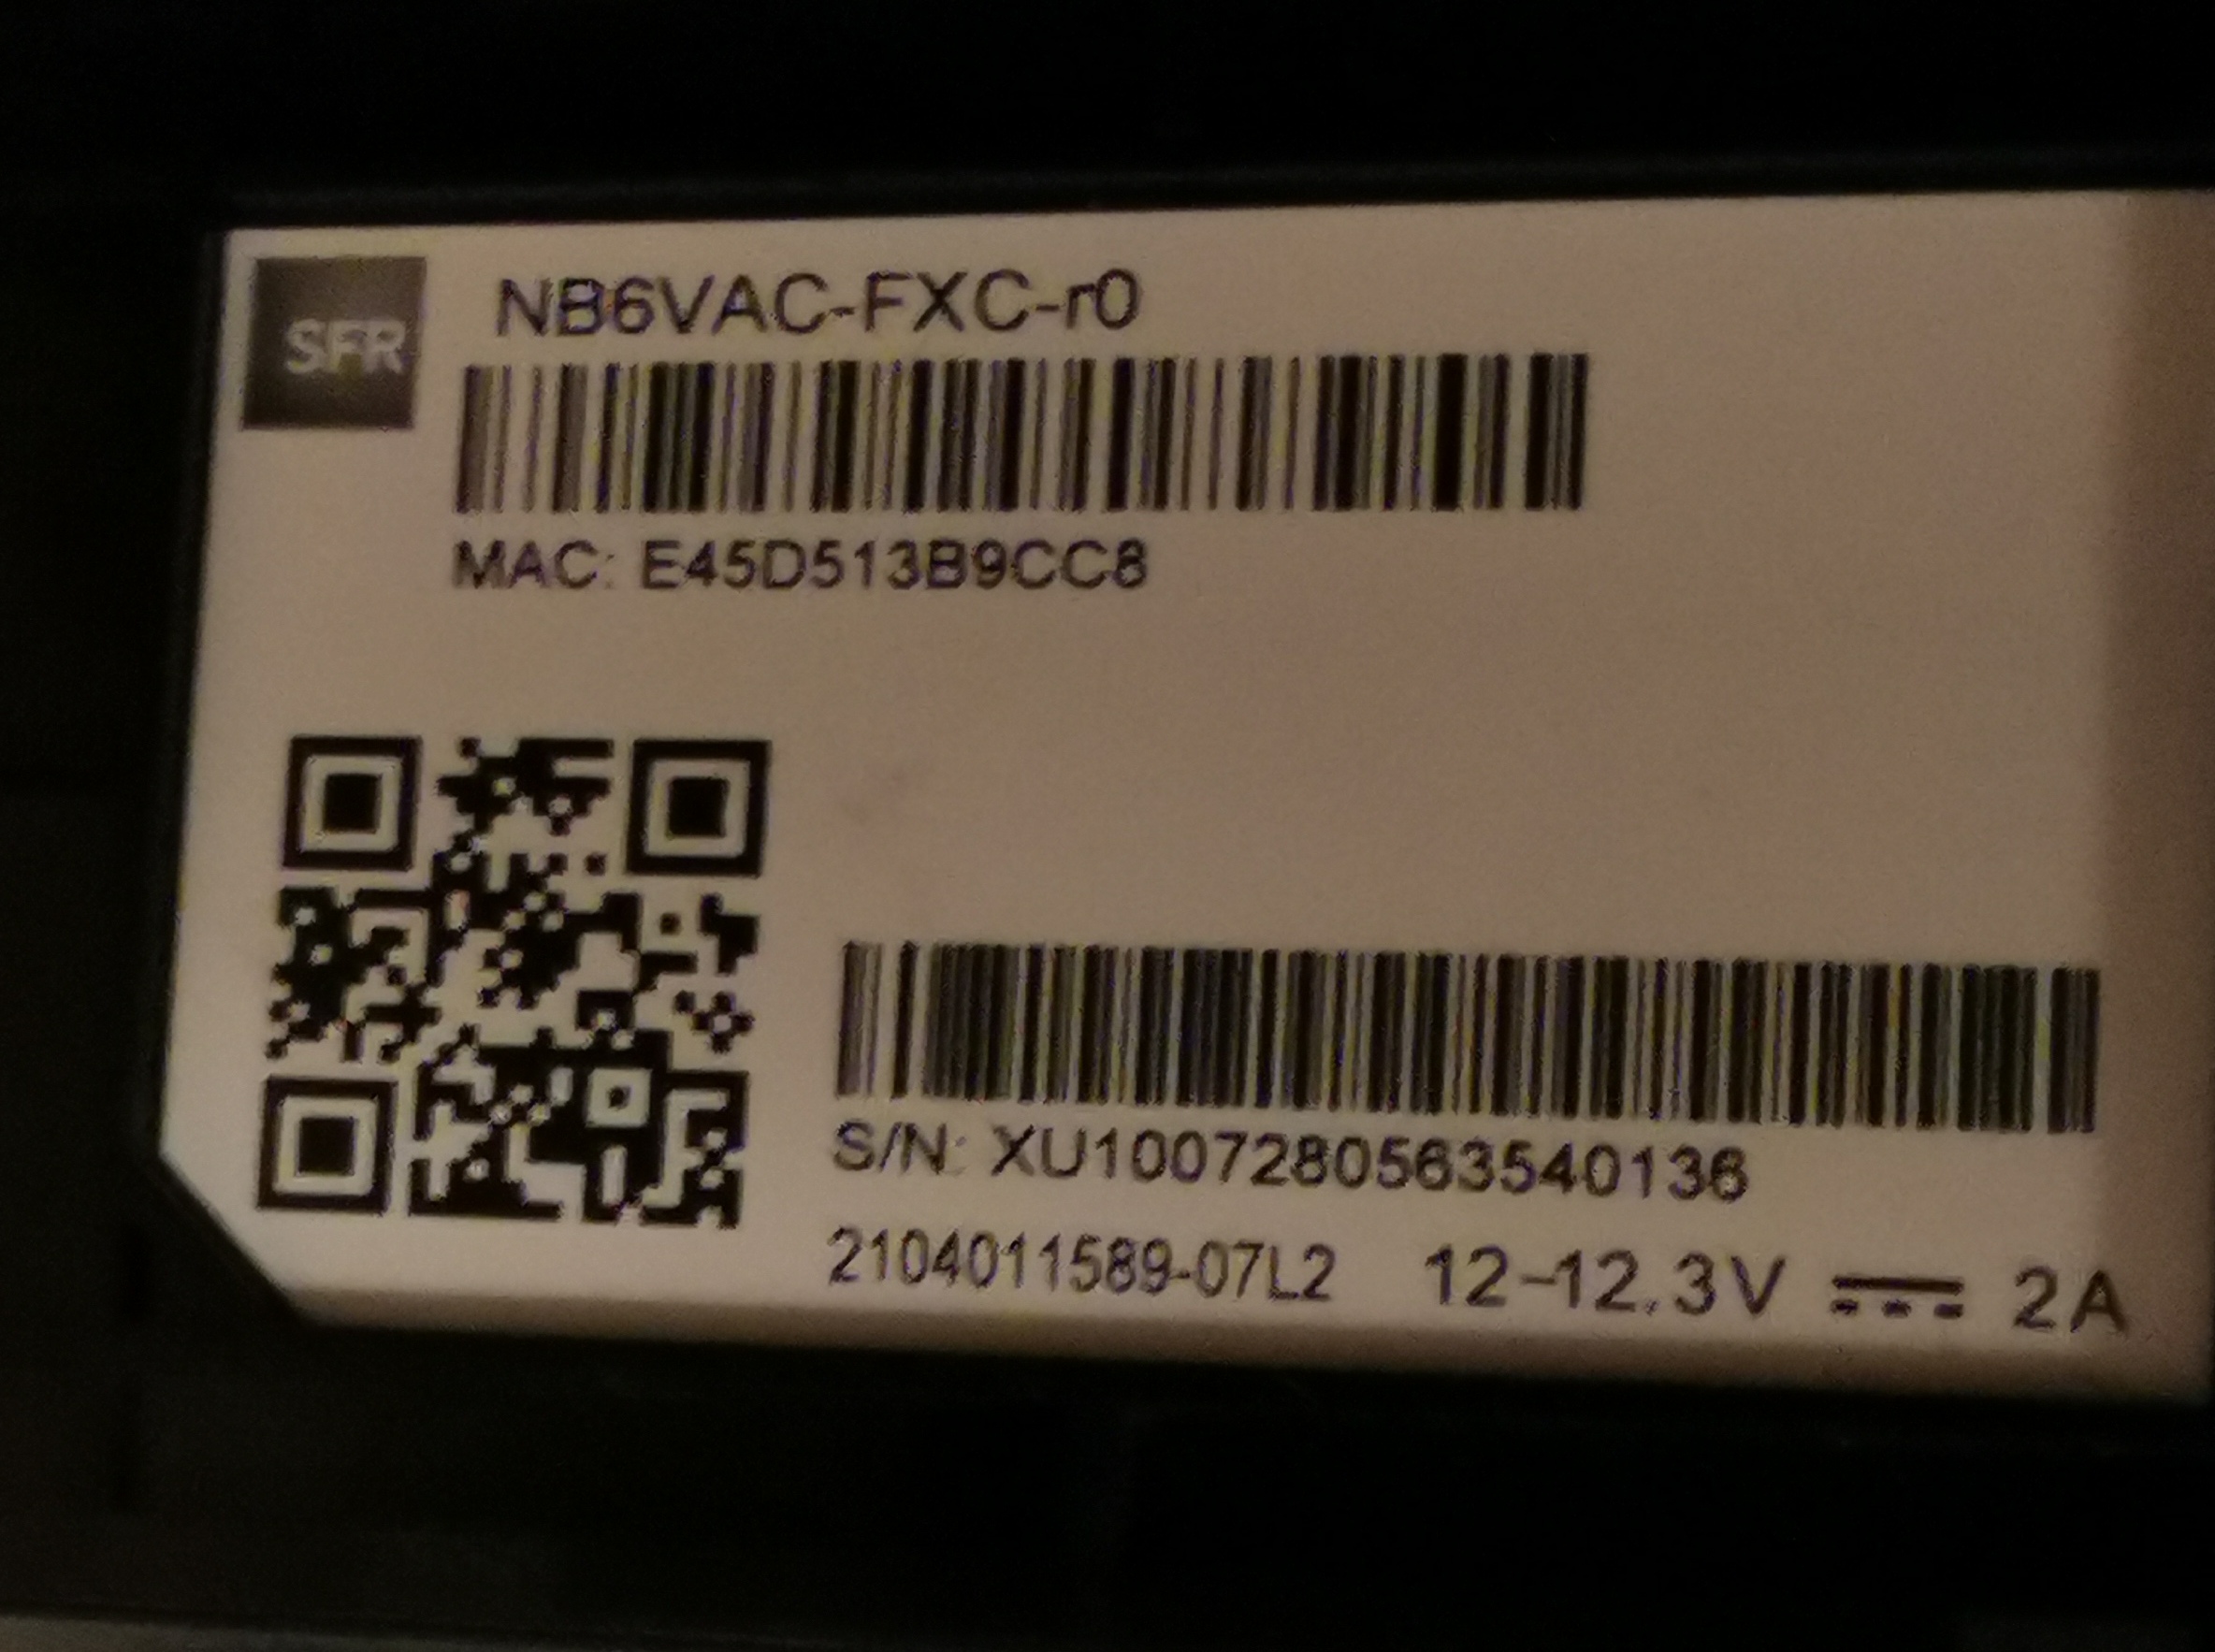 SFR
NB6VAC-FXC-r0
MAC: E45D513B9CC8
S/N: XU1007280563540136
2104011589-07L2 12-12.3V ⎓ 2A